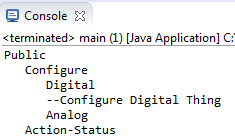 Console
<terminated> main (1) [Java Application] C:\
Public
Configure
Digital
--Configure Digital Thing
Analog
Action-Status